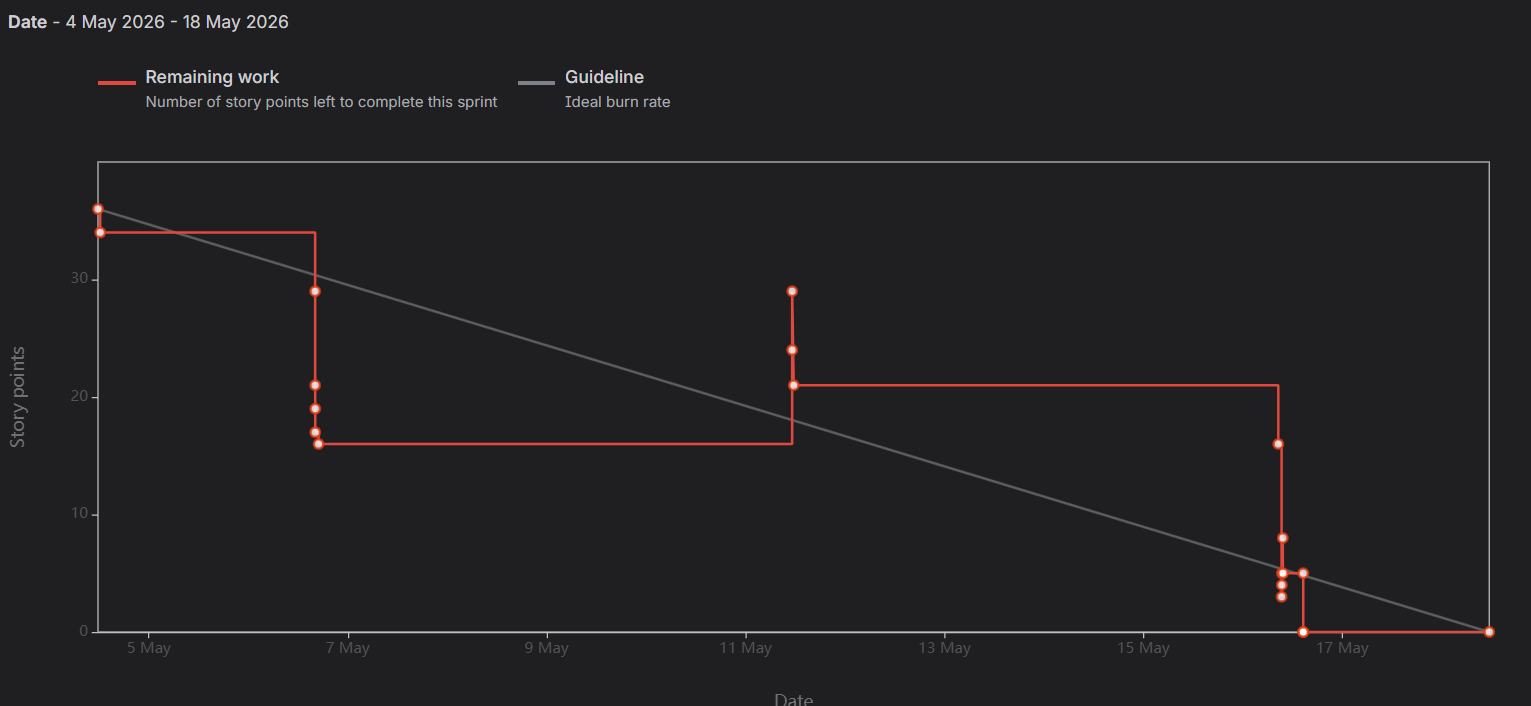 Date - 4 May 2026 - 18 May 2026
Remaining work
Number of story points left to complete this sprint
Guideline
Ideal burn rate
Story points
30
20
10
0
5 May
7 May
9 May
11 May
13 May
15 May
17 May
Date